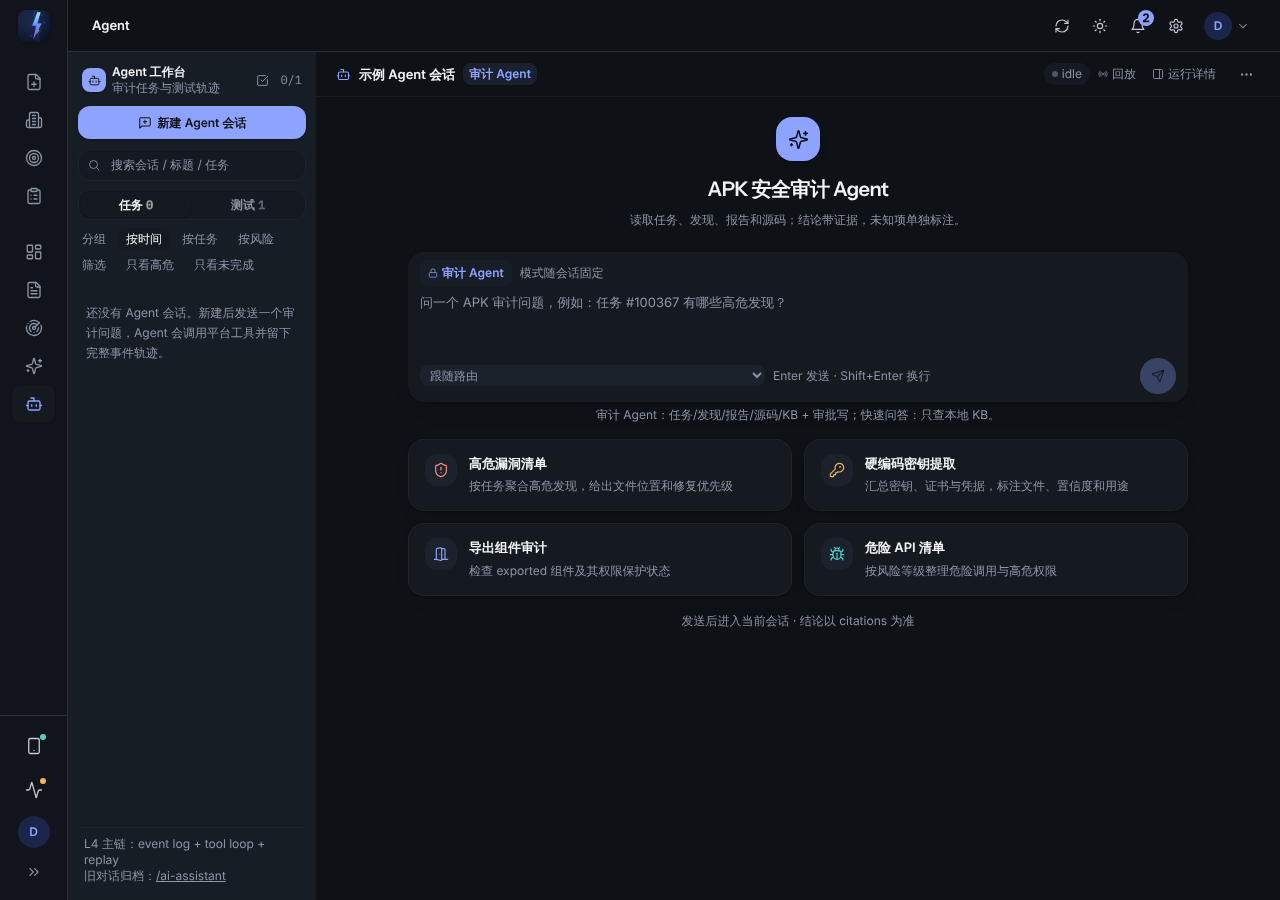 Agent
2
D
Agent 工作台
审计任务与测试轨迹
0/1
新建 Agent 会话
搜索会话 / 标题 / 任务
任务 0
测试 1
分组 按时间 按任务 按风险
筛选 只看高危 只看未完成
还没有 Agent 会话。新建后发送一个审
计问题，Agent 会调用平台工具并留下
完整事件轨迹。
L4 主链：event log + tool loop +
replay
旧对话归档：/ai-assistant
D
示例 Agent 会话 审计 Agent
idle 回放 运行详情
APK 安全审计 Agent
读取任务、发现、报告和源码；结论带证据，未知项单独标注。
审计 Agent 模式随会话固定
问一个 APK 审计问题，例如：任务 #100367 有哪些高危发现？
跟随路由 Enter 发送 · Shift+Enter 换行
审计 Agent：任务/发现/报告/源码/KB + 审批写；快速问答：只查本地 KB。
高危漏洞清单
按任务聚合高危发现，给出文件位置和修复优先级
硬编码密钥提取
汇总密钥、证书与凭据，标注文件、置信度和用途
导出组件审计
检查 exported 组件及其权限保护状态
危险 API 清单
按风险等级整理危险调用与高危权限
发送后进入当前会话 · 结论以 citations 为准